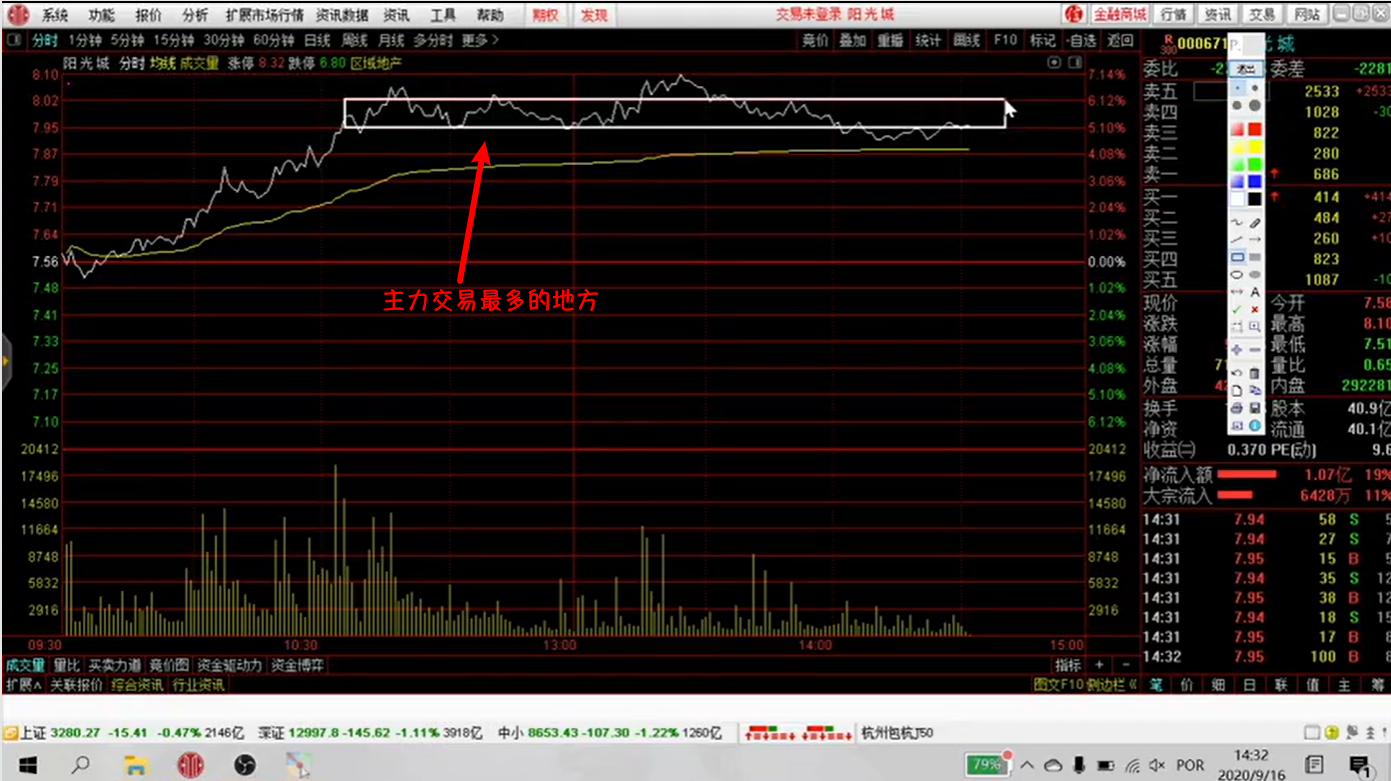 系统 功能 报价 分析 扩展市场行情 资讯数据 资讯 工具 帮助 期权 发现 交易未登录 阳光城 金融商城 行情 资讯 交易 网站
分时 1分钟 5分钟 15分钟 30分钟 60分钟 日线 周线 月线 多分时 更多> 竞价 叠加 重播 统计 画线 F10 标记 -自选 返回 R 300 000671 光城
阳光城 分时 均线 成交量 涨停 8.32 跌停 6.80 区域地产
8.10 7.14%
8.02 6.12%
7.95 5.10%
7.87 4.08%
7.79 3.06%
7.71 2.04%
7.64 1.02%
7.56 0.00%
7.48 1.02%
7.41 2.04%
7.33 3.06%
7.25 4.08%
7.17 5.10%
7.10 6.12%
主力交易最多的地方
20412 20412
17496 17496
14580 14580
11664 11664
8748 8748
5832 5832
2916 2916
09:30 10:30 13:00 14:00 15:00
成交量 量比 买卖力道 竞价图 资金驱动力 资金博弈 指标 + -
扩展∧ 关联报价 综合资讯 行业资讯 图文F10 侧边栏《
委比 -2 退出 委差 -2281
卖五 2533 +2533
卖四 1028 -30
卖三 822
卖二 280
卖一 686
买一 414 +414
买二 484 +27
买三 260 +10
买四 823
买五 1087 -10
现价 今开 7.58
涨跌 最高 8.10
涨幅 最低 7.51
总量 71 量比 0.65
外盘 42 内盘 292281
换手 股本 40.9亿
净资 流通 40.1亿
收益㈡ 0.370 PE(动) 9.6
净流入额 1.07亿 19%
大宗流入 6428万 11%
14:31 7.94 58 S
14:31 7.94 27 S
14:31 7.95 15 B
14:31 7.94 35 S 12
14:31 7.95 38 B 12
14:31 7.94 18 S 15
14:31 7.95 17 B
14:32 7.95 100 B
笔 价 细 日 联 值 主 筹
上证 3280.27 -15.41 -0.47% 2146亿 深证 12997.8 -145.62 -1.11% 3918亿 中小 8653.43 -107.30 -1.22% 1260亿 杭州包杭J50
79% POR 14:32
2020/9/16
1